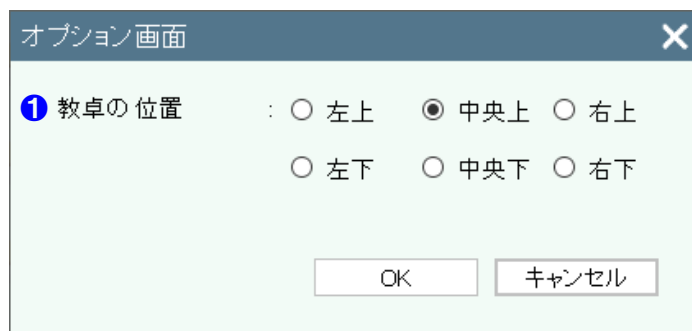 オプション画面
❶ 教卓の位置 : 左上 中央上 右上
左下 中央下 右下
OK キャンセル